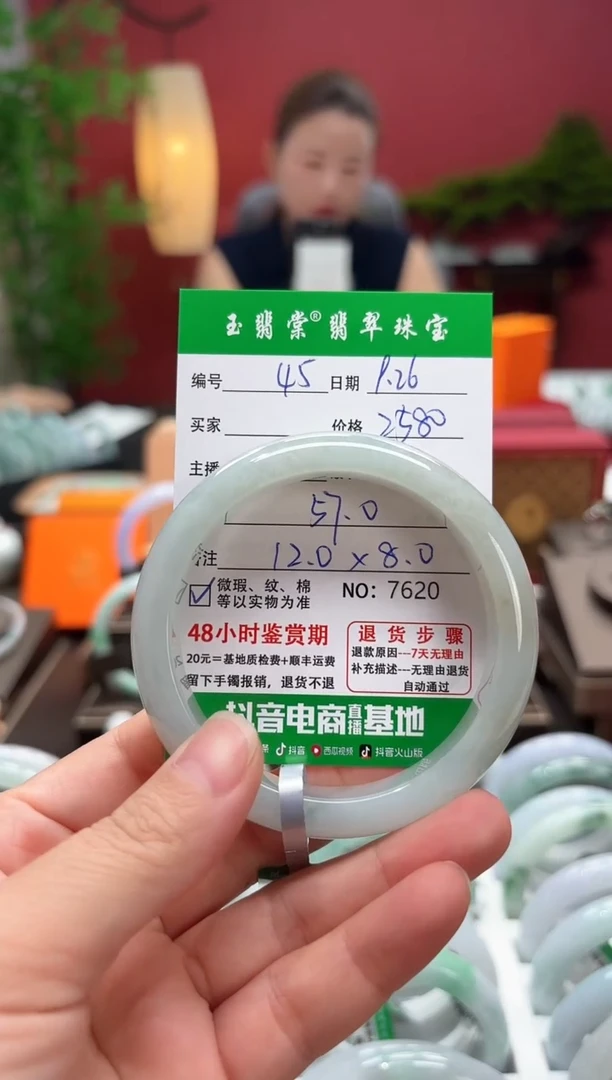 玉翡棠®翡翠珠宝
编号 45 日期 9.26
买家 价格 2580
主播
57.0
备注 12.0×8.0
☑ 微瑕、纹、棉
等以实物为准
NO: 7620
48小时鉴赏期
20元=基地质检费+顺丰运费
留下手镯报销，退货不退
退货步骤
退款原因---7天无理由
补充描述---无理由退货
自动通过
抖音电商直播基地
抖音 西瓜视频 抖音火山版